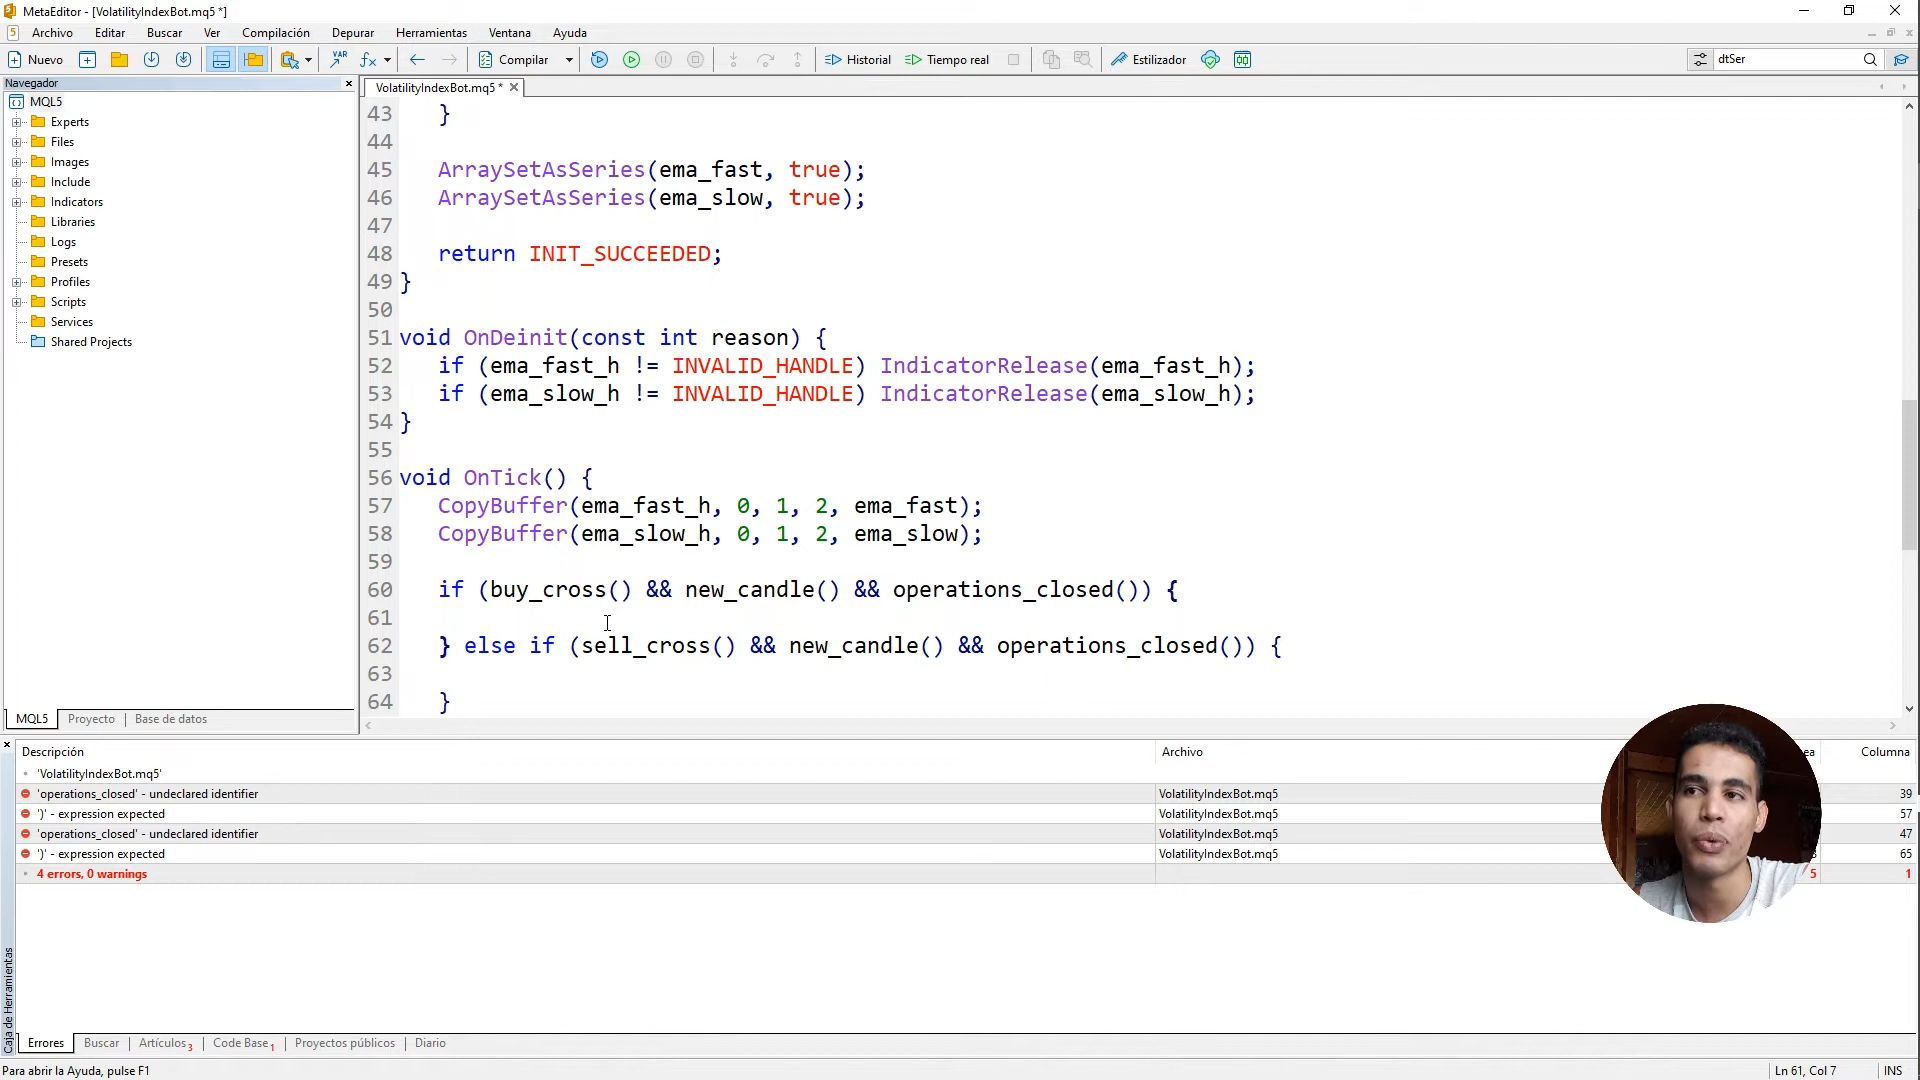 MetaEditor - [VolatilityIndexBot.mq5 *]
5 Archivo Editar Buscar Ver Compilación Depurar Herramientas Ventana Ayuda
Nuevo VAR fx Compilar Historial Tiempo real Estilizador dtSer
Navegador
VolatilityIndexBot.mq5 *
MQL5
Experts
Files
Images
Include
Indicators
Libraries
Logs
Presets
Profiles
Scripts
Services
Shared Projects
MQL5 Proyecto Base de datos
43 }
44
45 ArraySetAsSeries(ema_fast, true);
46 ArraySetAsSeries(ema_slow, true);
47
48 return INIT_SUCCEEDED;
49 }
50
51 void OnDeinit(const int reason) {
52 if (ema_fast_h != INVALID_HANDLE) IndicatorRelease(ema_fast_h);
53 if (ema_slow_h != INVALID_HANDLE) IndicatorRelease(ema_slow_h);
54 }
55
56 void OnTick() {
57 CopyBuffer(ema_fast_h, 0, 1, 2, ema_fast);
58 CopyBuffer(ema_slow_h, 0, 1, 2, ema_slow);
59
60 if (buy_cross() && new_candle() && operations_closed()) {
61
62 } else if (sell_cross() && new_candle() && operations_closed()) {
63
64 }
Descripción Archivo Columna
'VolatilityIndexBot.mq5'
'operations_closed' - undeclared identifier VolatilityIndexBot.mq5 39
')' - expression expected VolatilityIndexBot.mq5 57
'operations_closed' - undeclared identifier VolatilityIndexBot.mq5 47
')' - expression expected VolatilityIndexBot.mq5 65
4 errors, 0 warnings 5 1
Caja de Herramientas
Errores Buscar Artículos 3 Code Base 1 Proyectos públicos Diario
Para abrir la Ayuda, pulse F1 Ln 61, Col 7 INS